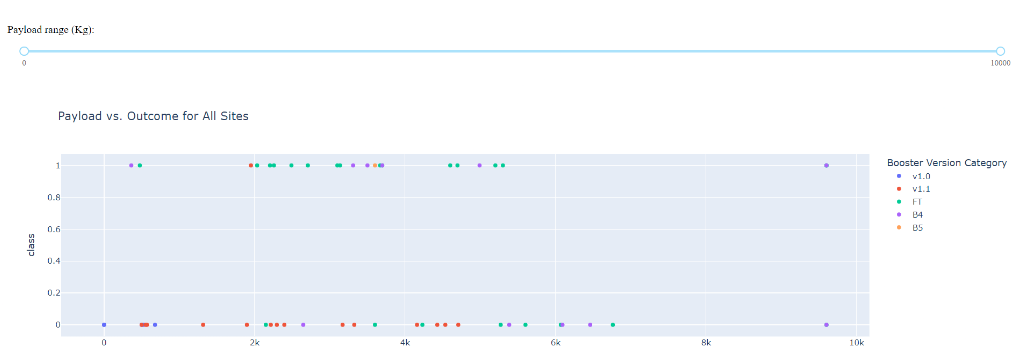 Payload range (Kg):
0 10000
Payload vs. Outcome for All Sites
Booster Version Category
v1.0
v1.1
FT
B4
B5
class
1
0.8
0.6
0.4
0.2
0
0 2k 4k 6k 8k 10k